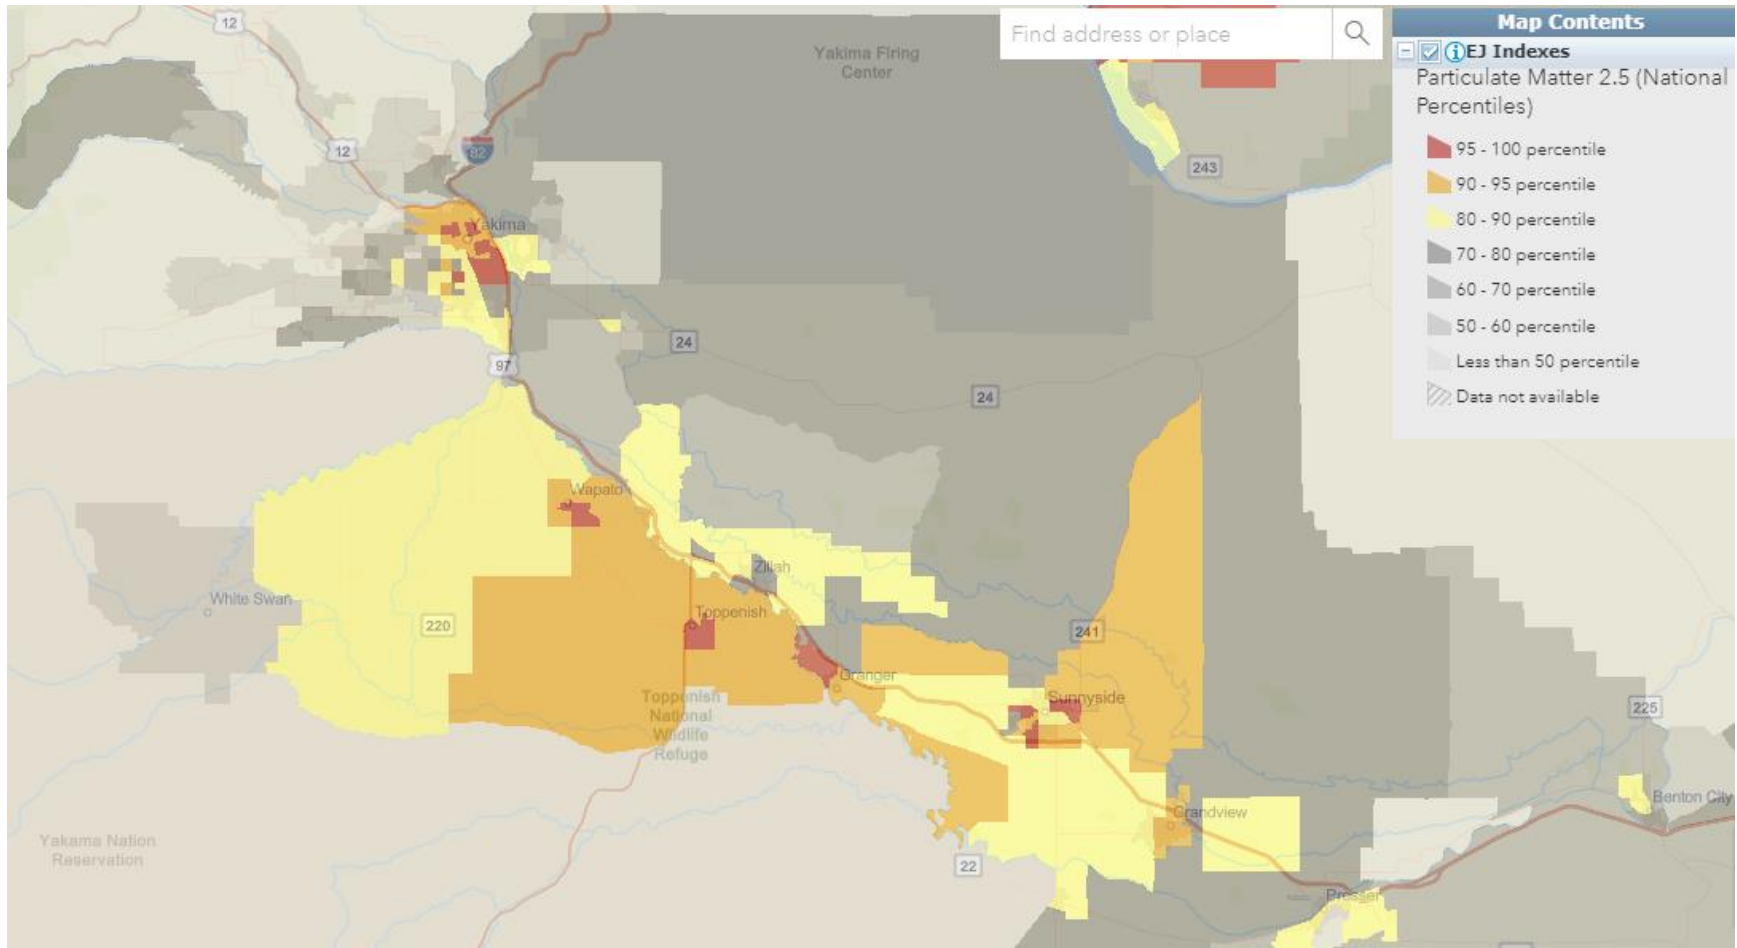 12
Yakima Firing
Center
Find address or place
Map Contents
EJ Indexes
Particulate Matter 2.5 (National
Percentiles)
95 - 100 percentile
90 - 95 percentile
80 - 90 percentile
70 - 80 percentile
60 - 70 percentile
50 - 60 percentile
Less than 50 percentile
Data not available
12
82
243
Yakima
24
97
24
Wapato
Zillah
White Swan
Toppenish
220
241
Granger
Toppenish
National
Wildlife
Refuge
Sunnyside
225
Benton City
Grandview
Yakama Nation
Reservation
22
Prosser